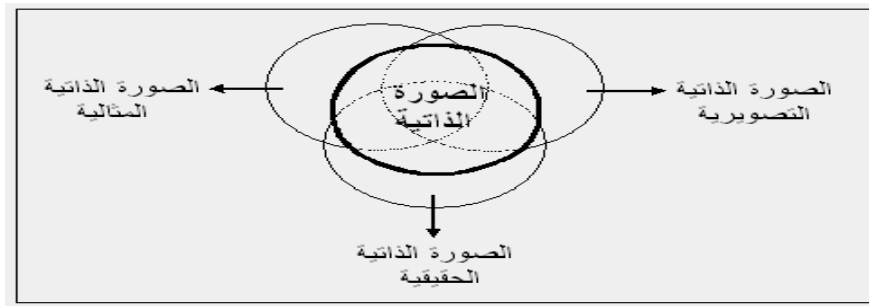 الصورة الذاتية
التصويرية
الصورة
الذاتية
الصورة الذاتية
المثالية
الصورة الذاتية
الحقيقية